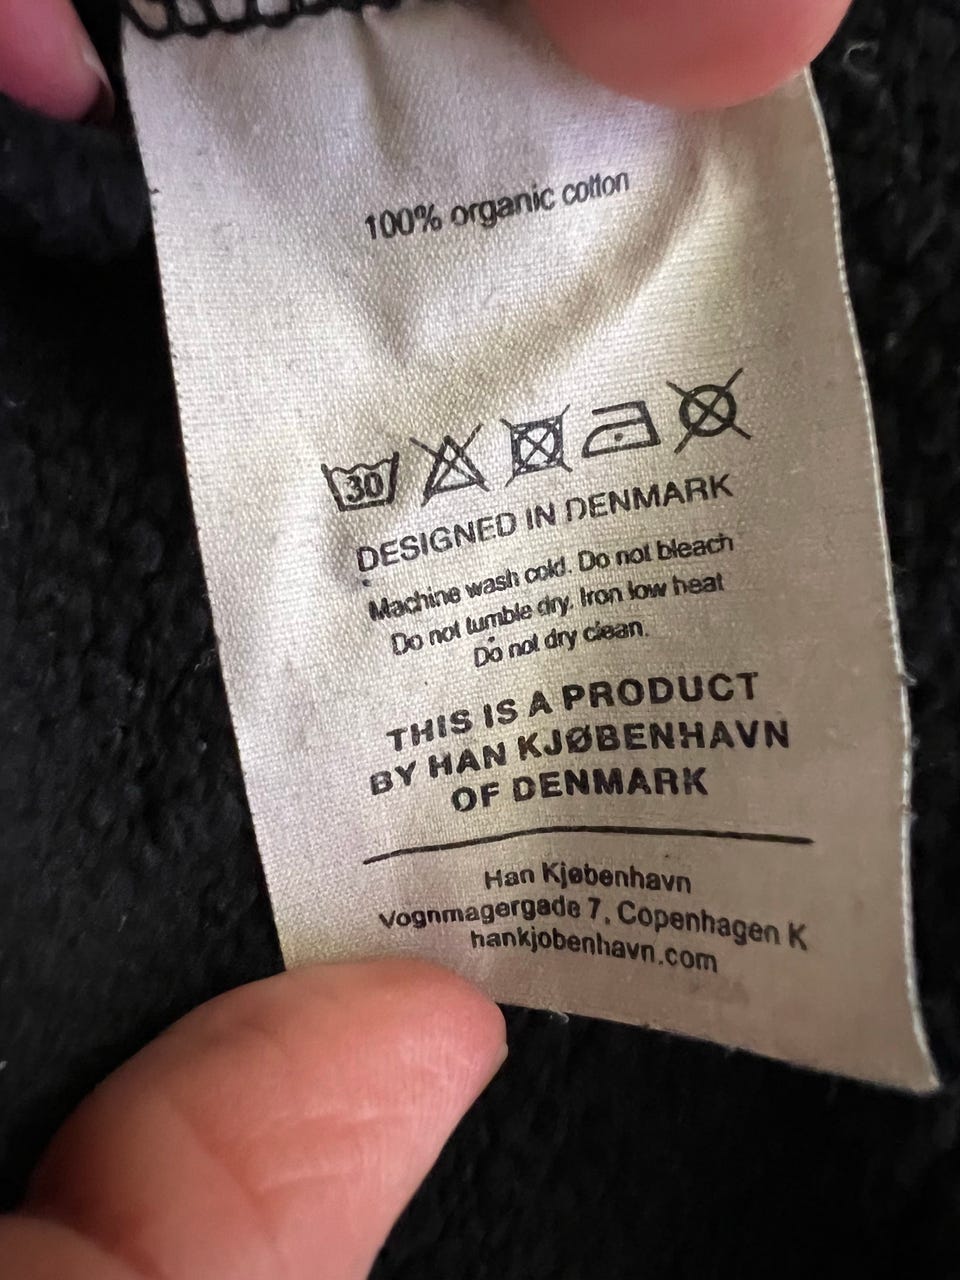 100% organic cotton
30
DESIGNED IN DENMARK
Machine wash cold. Do not bleach
Do not tumble dry. Iron low heat
Do not dry clean.
THIS IS A PRODUCT
BY HAN KJØBENHAVN
OF DENMARK
Han Kjøbenhavn
Vognmagergade 7, Copenhagen K
hankjobenhavn.com